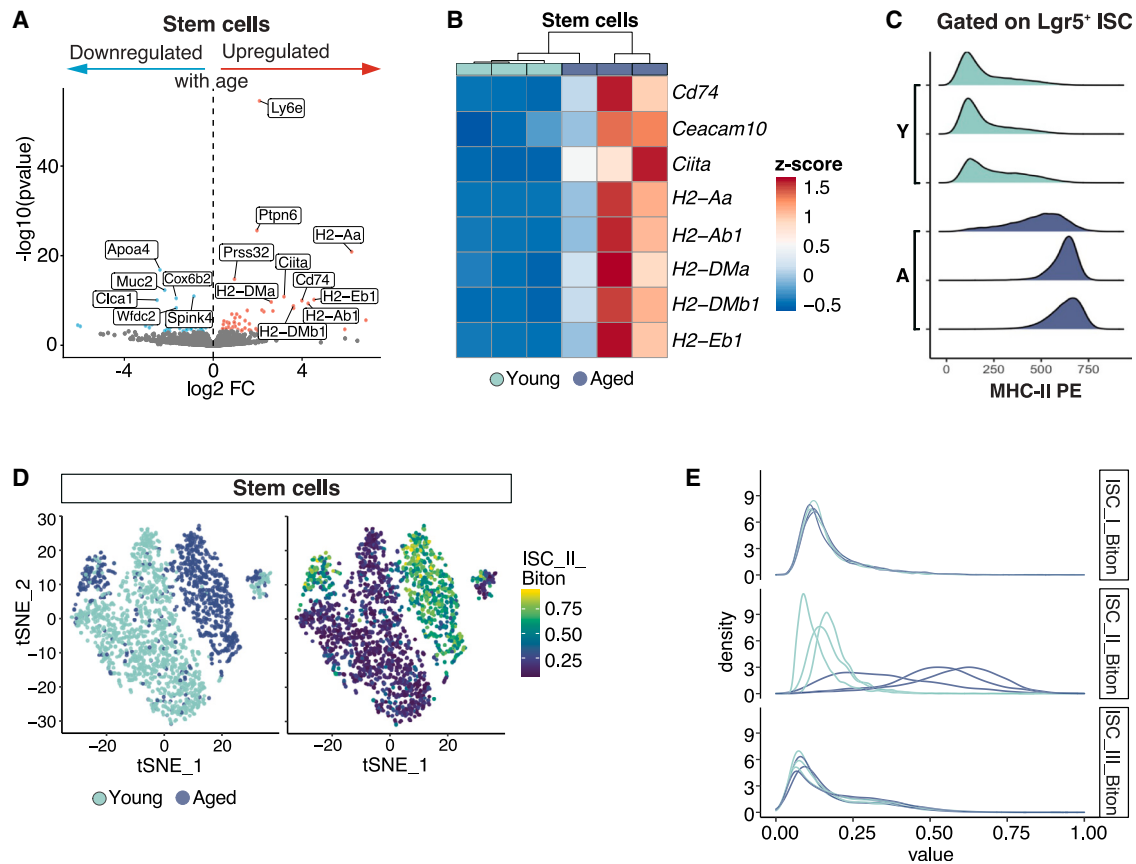 A
Stem cells
Downregulated
Upregulated
with age
Ly6e
Ptpn6
H2-Aa
Apoa4
Prss32
Ciita
Muc2
Cox6b2
H2-DMa
Cd74
Clca1
H2-Eb1
Wfdc2
Spink4
H2-Ab1
H2-DMb1
-log10(pvalue)
40
20
0
-4
0
4
log2 FC
B
Stem cells
Cd74
Ceacam10
Ciita
H2-Aa
H2-Ab1
H2-DMa
H2-DMb1
H2-Eb1
z-score
1.5
1
0.5
0
-0.5
Young
Aged
C
Gated on Lgr5+ ISC
Y
A
0
250
500
750
MHC-II PE
D
Stem cells
30
20
10
0
-10
-20
-30
tSNE_2
-20
0
20
tSNE_1
-20
0
20
tSNE_1
ISC_II_
Biton
0.75
0.50
0.25
Young
Aged
E
9
6
3
0
ISC_I_Biton
9
6
3
0
ISC_II_Biton
9
6
3
0
ISC_III_Biton
density
0.00
0.25
0.50
0.75
1.00
value